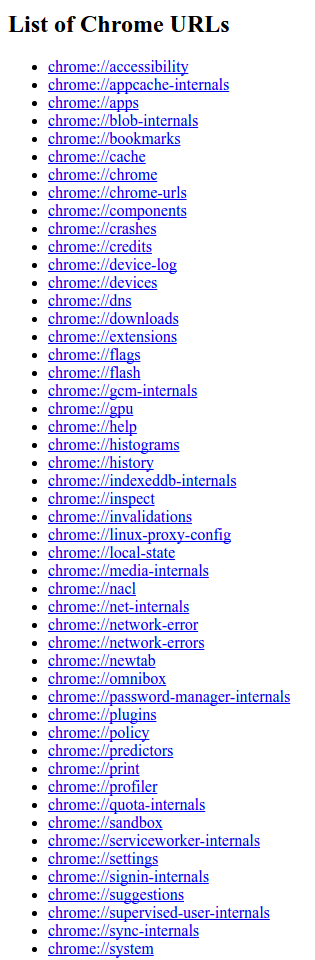 List of Chrome URLs
chrome://accessibility
chrome://appcache-internals
chrome://apps
chrome://blob-internals
chrome://bookmarks
chrome://cache
chrome://chrome
chrome://chrome-urls
chrome://components
chrome://crashes
chrome://credits
chrome://device-log
chrome://devices
chrome://dns
chrome://downloads
chrome://extensions
chrome://flags
chrome://flash
chrome://gcm-internals
chrome://gpu
chrome://help
chrome://histograms
chrome://history
chrome://indexeddb-internals
chrome://inspect
chrome://invalidations
chrome://linux-proxy-config
chrome://local-state
chrome://media-internals
chrome://nacl
chrome://net-internals
chrome://network-error
chrome://network-errors
chrome://newtab
chrome://omnibox
chrome://password-manager-internals
chrome://plugins
chrome://policy
chrome://predictors
chrome://print
chrome://profiler
chrome://quota-internals
chrome://sandbox
chrome://serviceworker-internals
chrome://settings
chrome://signin-internals
chrome://suggestions
chrome://supervised-user-internals
chrome://sync-internals
chrome://system